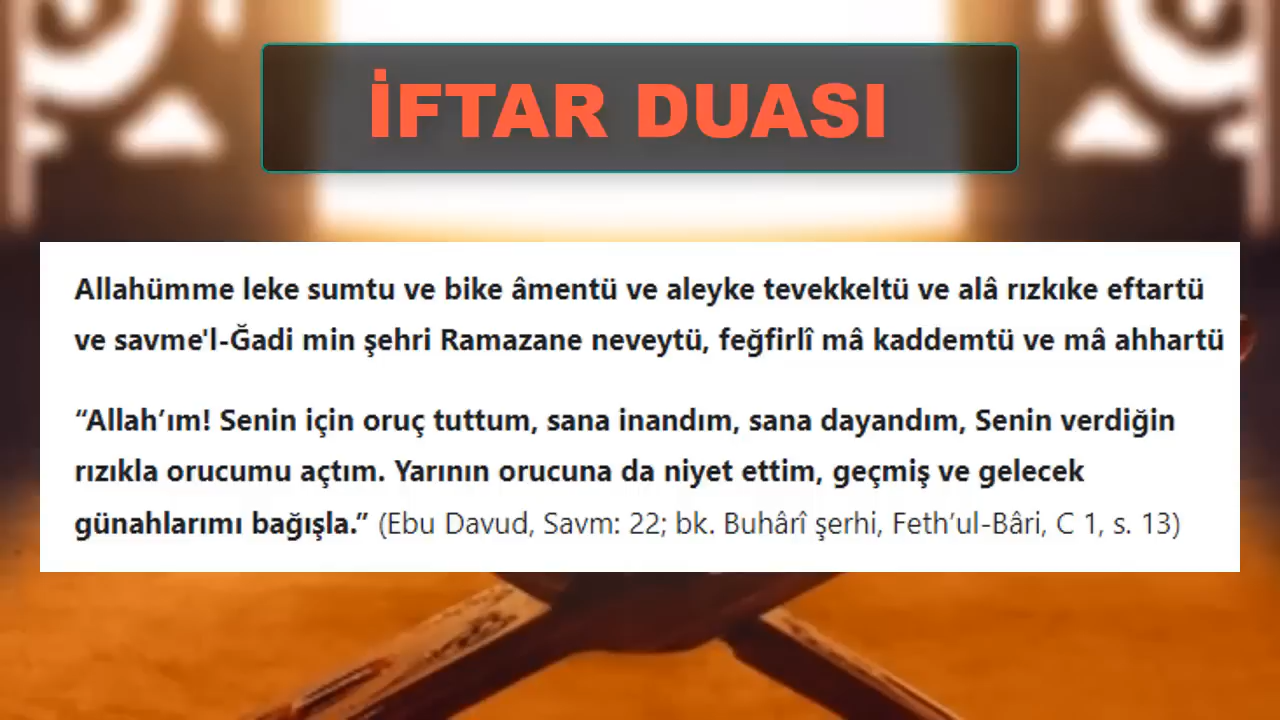 İFTAR DUASI
Allahümme leke sumtu ve bike âmentü ve aleyke tevekkeltü ve alâ rızkıke eftartü
ve savme'l-Ğadi min şehri Ramazane neveytü, feğfirlî mâ kaddemtü ve mâ ahhartü
“Allah’ım! Senin için oruç tuttum, sana inandım, sana dayandım, Senin verdiğin
rızıkla orucumu açtım. Yarının orucuna da niyet ettim, geçmiş ve gelecek
günahlarımı bağışla.” (Ebu Davud, Savm: 22; bk. Buhârî şerhi, Feth’ul-Bâri, C 1, s. 13)